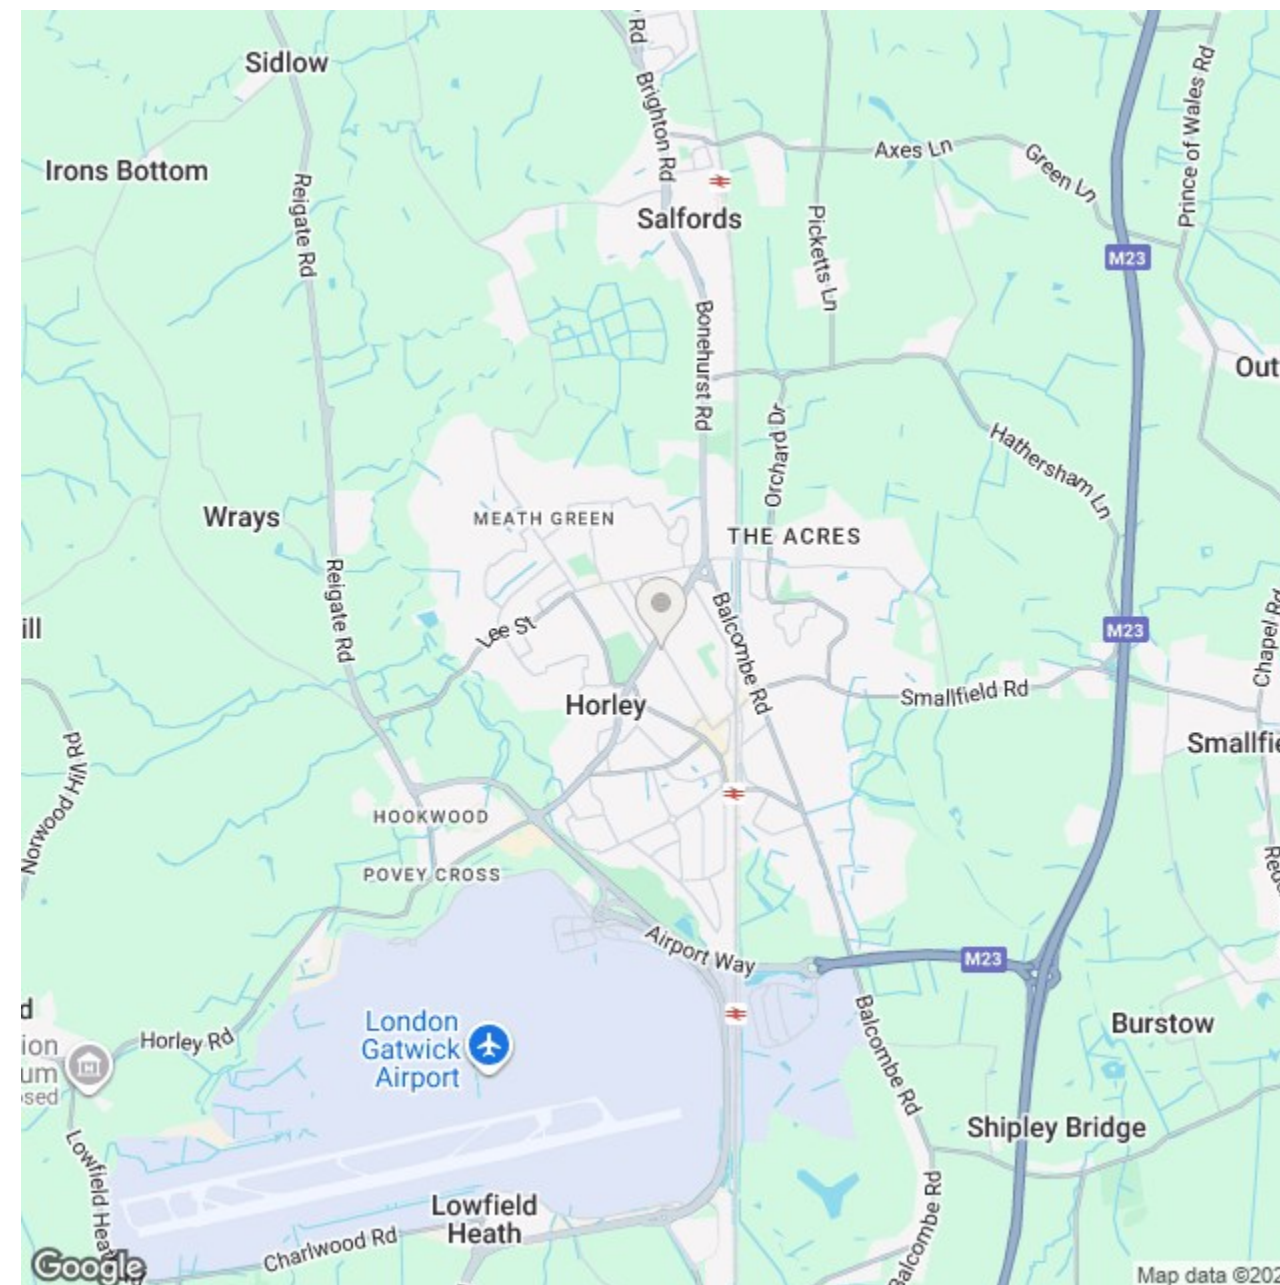 Rd
Sidlow
Brighton Rd
Prince of Wales Rd
Axes Ln
Green Ln
Irons Bottom
Reigate Rd
Salfords
Picketts Ln
M23
Bonehurst Rd
Out
Orchard Dr
Hathersham Ln
Wrays
MEATH GREEN
THE ACRES
Reigate Rd
Balcombe Rd
Chapel Rd
ill
Lee St
M23
Horley
Smallfield Rd
Norwood Hill Rd
Smallfie
HOOKWOOD
POVEY CROSS
Airport Way
M23
London
Gatwick
Airport
Horley Rd
d
ion
um
osed
Balcombe Rd
Burstow
Shipley Bridge
Lowfield Heath
Lowfield
Heath
Charlwood Rd
Balcombe Rd
Google
Map data ©202